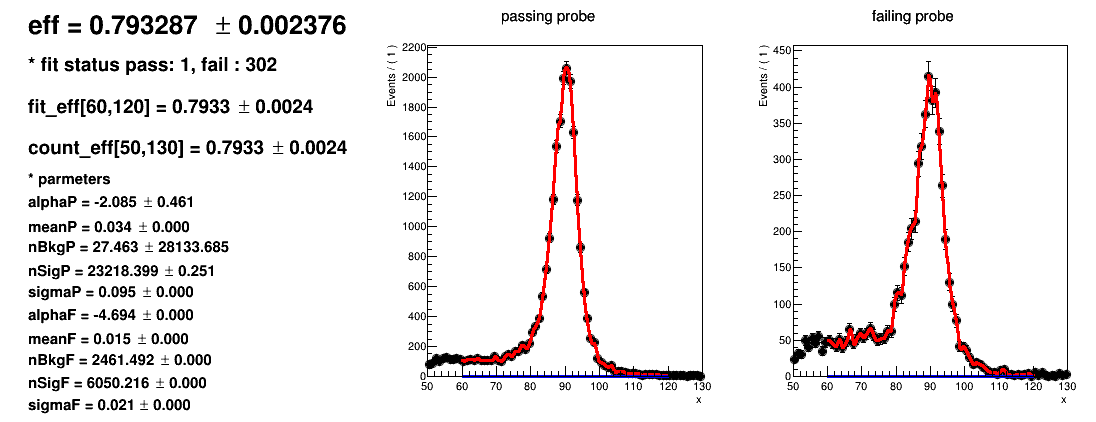 eff = 0.793287 ± 0.002376
* fit status pass: 1, fail : 302
fit_eff[60,120] = 0.7933 ± 0.0024
count_eff[50,130] = 0.7933 ± 0.0024
* parmeters
alphaP = -2.085 ± 0.461
meanP = 0.034 ± 0.000
nBkgP = 27.463 ± 28133.685
nSigP = 23218.399 ± 0.251
sigmaP = 0.095 ± 0.000
alphaF = -4.694 ± 0.000
meanF = 0.015 ± 0.000
nBkgF = 2461.492 ± 0.000
nSigF = 6050.216 ± 0.000
sigmaF = 0.021 ± 0.000
passing probe
Events / ( 1 )
2200
2000
1800
1600
1400
1200
1000
800
600
400
200
0
50 60 70 80 90 100 110 120 130
x
failing probe
Events / ( 1 )
450
400
350
300
250
200
150
100
50
0
50 60 70 80 90 100 110 120 130
x